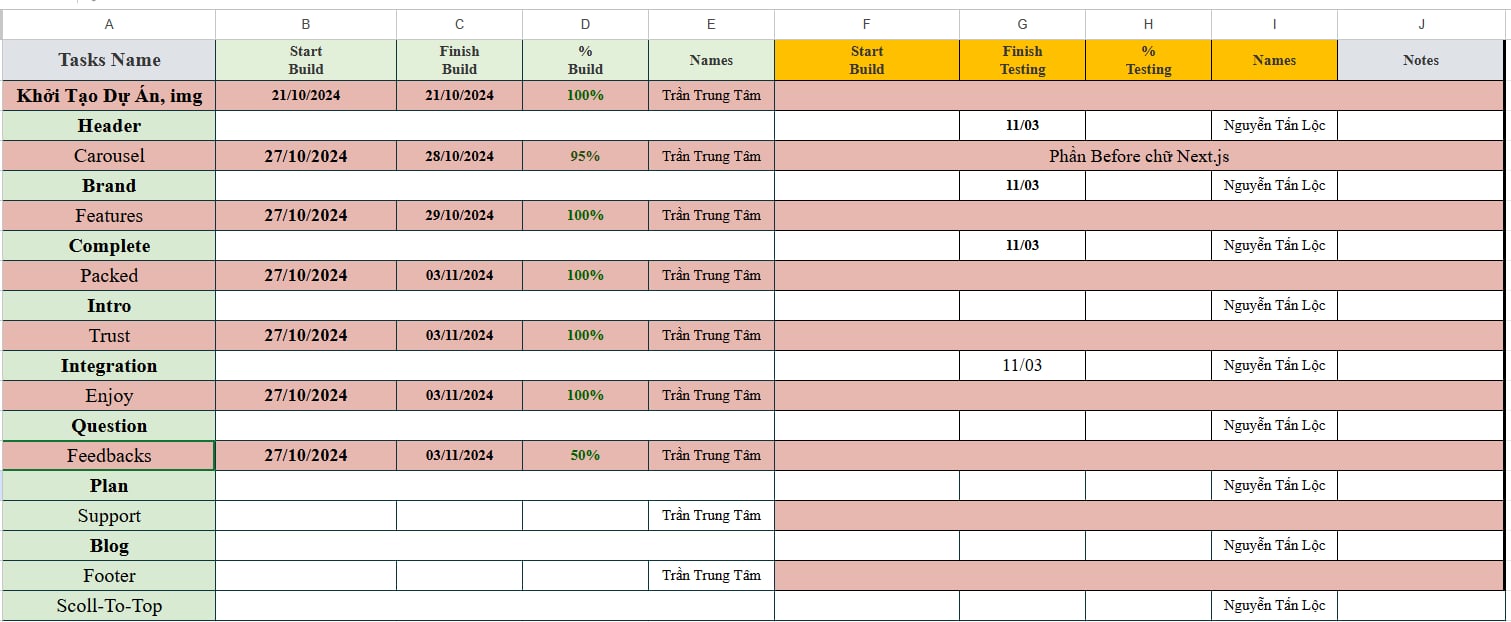 A B C D E F G H I J
Tasks Name Start Build Finish Build % Build Names Start Build Finish Testing % Testing Names Notes
Khởi Tạo Dự Án, img 21/10/2024 21/10/2024 100% Trần Trung Tâm
Header 11/03 Nguyễn Tấn Lộc
Carousel 27/10/2024 28/10/2024 95% Trần Trung Tâm Phần Before chữ Next.js
Brand 11/03 Nguyễn Tấn Lộc
Features 27/10/2024 29/10/2024 100% Trần Trung Tâm
Complete 11/03 Nguyễn Tấn Lộc
Packed 27/10/2024 03/11/2024 100% Trần Trung Tâm
Intro Nguyễn Tấn Lộc
Trust 27/10/2024 03/11/2024 100% Trần Trung Tâm
Integration 11/03 Nguyễn Tấn Lộc
Enjoy 27/10/2024 03/11/2024 100% Trần Trung Tâm
Question Nguyễn Tấn Lộc
Feedbacks 27/10/2024 03/11/2024 50% Trần Trung Tâm
Plan Nguyễn Tấn Lộc
Support Trần Trung Tâm
Blog Nguyễn Tấn Lộc
Footer Trần Trung Tâm
Scoll-To-Top Nguyễn Tấn Lộc